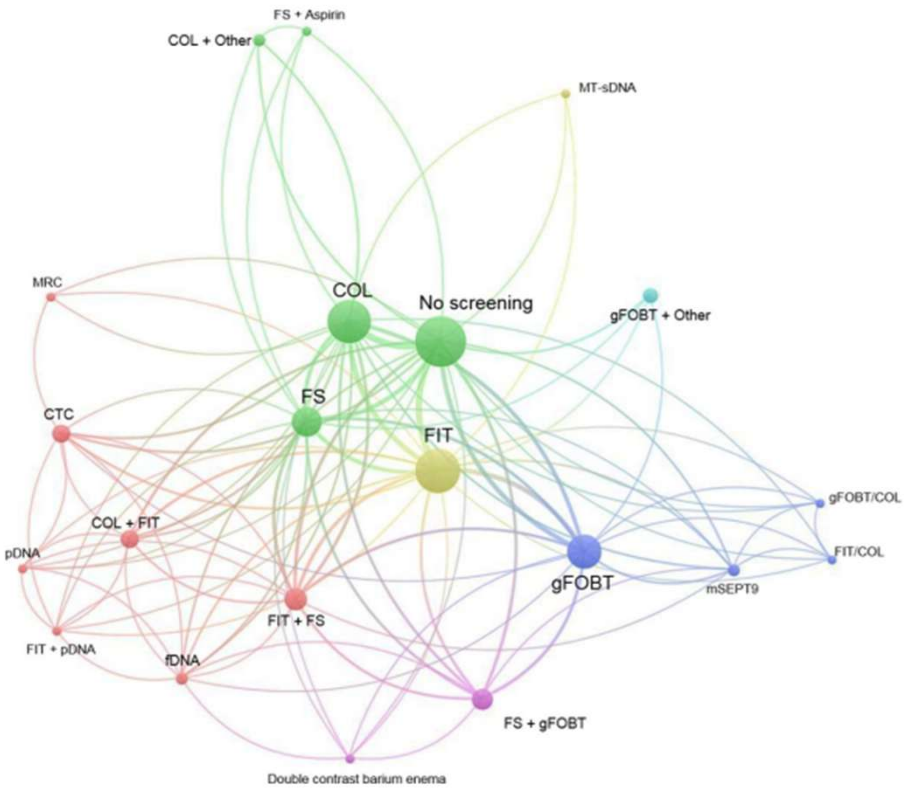 FS + Aspirin
COL + Other
MT-sDNA
MRC
COL
No screening
gFOBT + Other
FS
CTC
FIT
gFOBT/COL
COL + FIT
pDNA
FIT/COL
gFOBT
mSEPT9
FIT + FS
FIT + pDNA
fDNA
FS + gFOBT
Double contrast barium enema